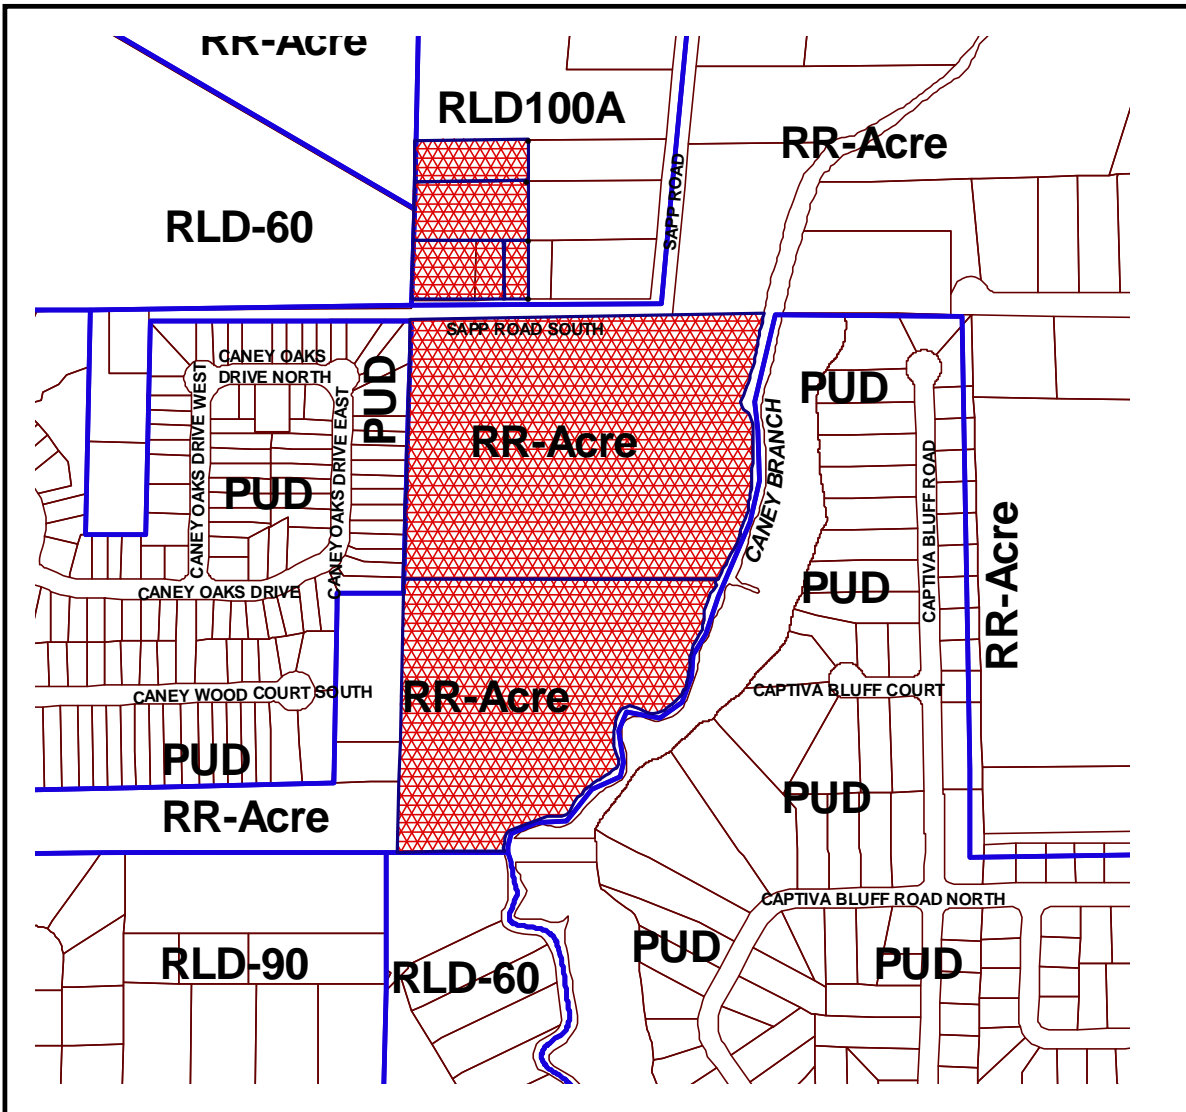 RR-Acre
RLD100A
RR-Acre
SAPP ROAD
RLD-60
SAPP ROAD SOUTH
CANEY OAKS
DRIVE NORTH
PUD
PUD
CANEY OAKS DRIVE WEST
CANEY OAKS DRIVE EAST
RR-Acre
CANEY BRANCH
CAPTIVA BLUFF ROAD
PUD
RR-Acre
CANEY OAKS DRIVE
PUD
CANEY WOOD COURT SOUTH
RR-Acre
CAPTIVA BLUFF COURT
PUD
PUD
RR-Acre
CAPTIVA BLUFF ROAD NORTH
RLD-90
RLD-60
PUD
PUD